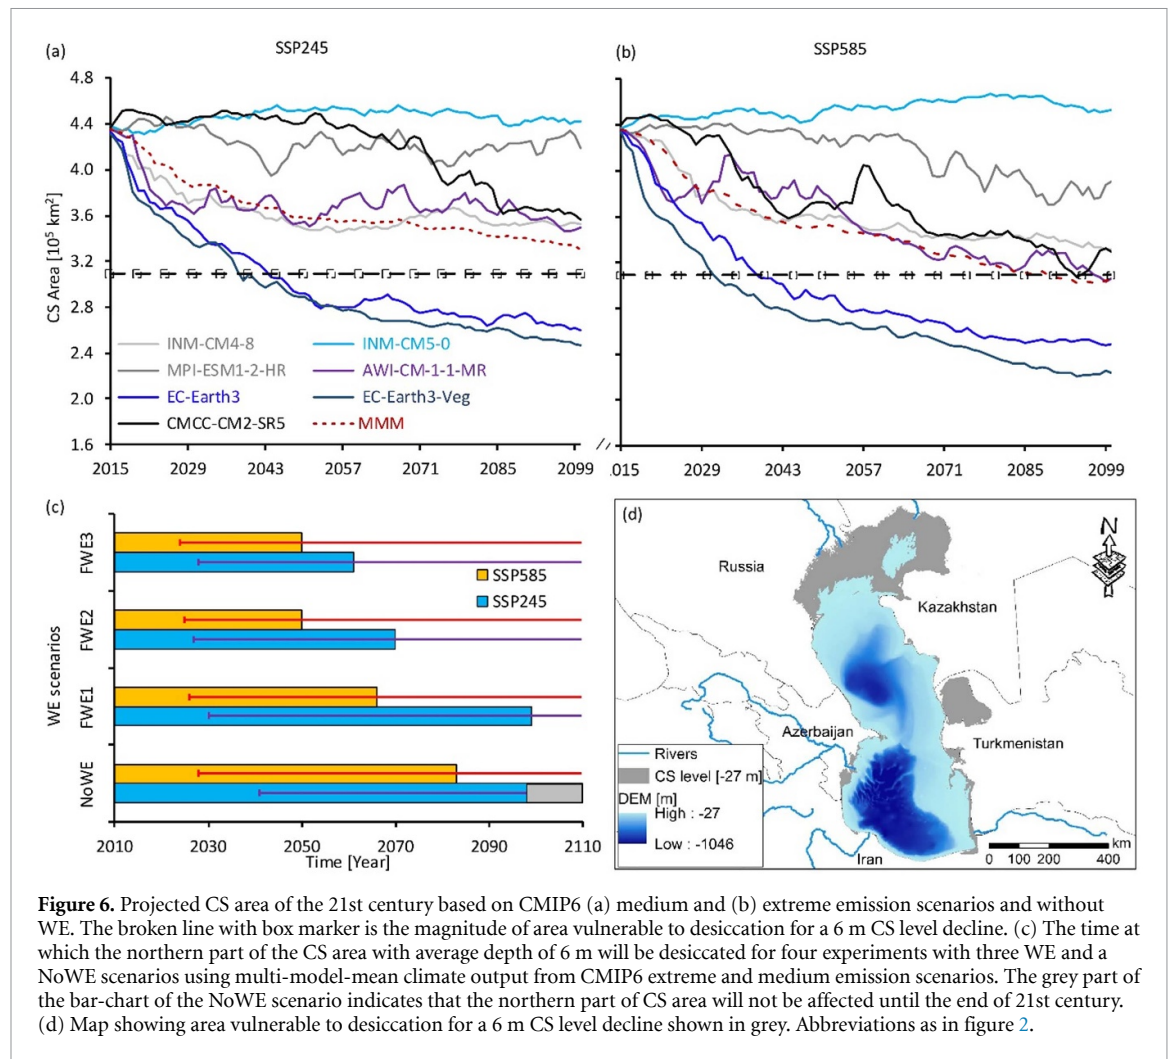 (a) SSP245
(b) SSP585
4.8
4.4
4.0
3.6
3.2
2.8
2.4
2.0
1.6
CS Area [10⁵ km²]
INM-CM4-8 INM-CM5-0
MPI-ESM1-2-HR AWI-CM-1-1-MR
EC-Earth3 EC-Earth3-Veg
CMCC-CM2-SR5 MMM
2015 2029 2043 2057 2071 2085 2099 //
2015 2029 2043 2057 2071 2085 2099
(c)
WE scenarios
FWE3
FWE2
FWE1
NoWE
SSP585
SSP245
2010 2030 2050 2070 2090 2110
Time [Year]
(d)
N
Russia
Kazakhstan
Azerbaijan
Turkmenistan
Iran
Rivers
CS level [-27 m]
DEM [m]
High : -27
Low : -1046
km
0 100 200 400
Figure 6. Projected CS area of the 21st century based on CMIP6 (a) medium and (b) extreme emission scenarios and without
WE. The broken line with box marker is the magnitude of area vulnerable to desiccation for a 6 m CS level decline. (c) The time at
which the northern part of the CS area with average depth of 6 m will be desiccated for four experiments with three WE and a
NoWE scenarios using multi-model-mean climate output from CMIP6 extreme and medium emission scenarios. The grey part of
the bar-chart of the NoWE scenario indicates that the northern part of CS area will not be affected until the end of 21st century.
(d) Map showing area vulnerable to desiccation for a 6 m CS level decline shown in grey. Abbreviations as in figure 2.